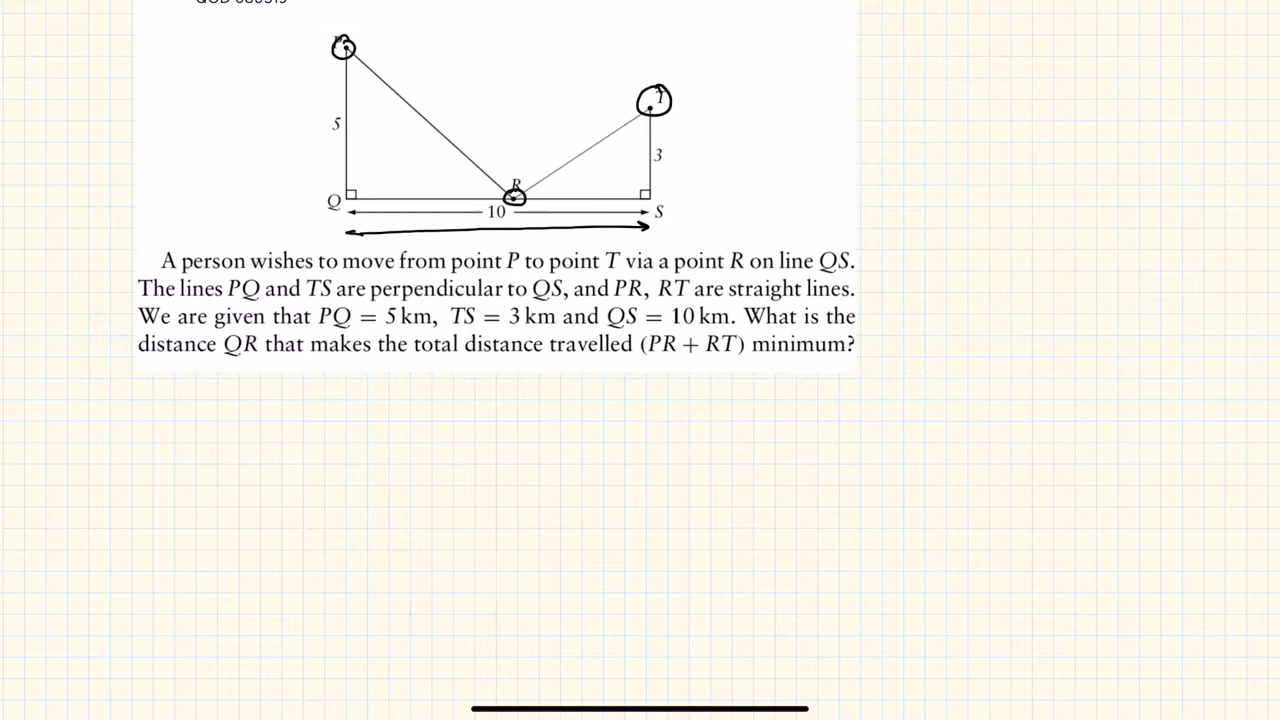 5
T
3
R
Q
10
S
A person wishes to move from point P to point T via a point R on line QS.
The lines PQ and TS are perpendicular to QS, and PR, RT are straight lines.
We are given that PQ = 5 km, TS = 3 km and QS = 10 km. What is the
distance QR that makes the total distance travelled (PR + RT) minimum?